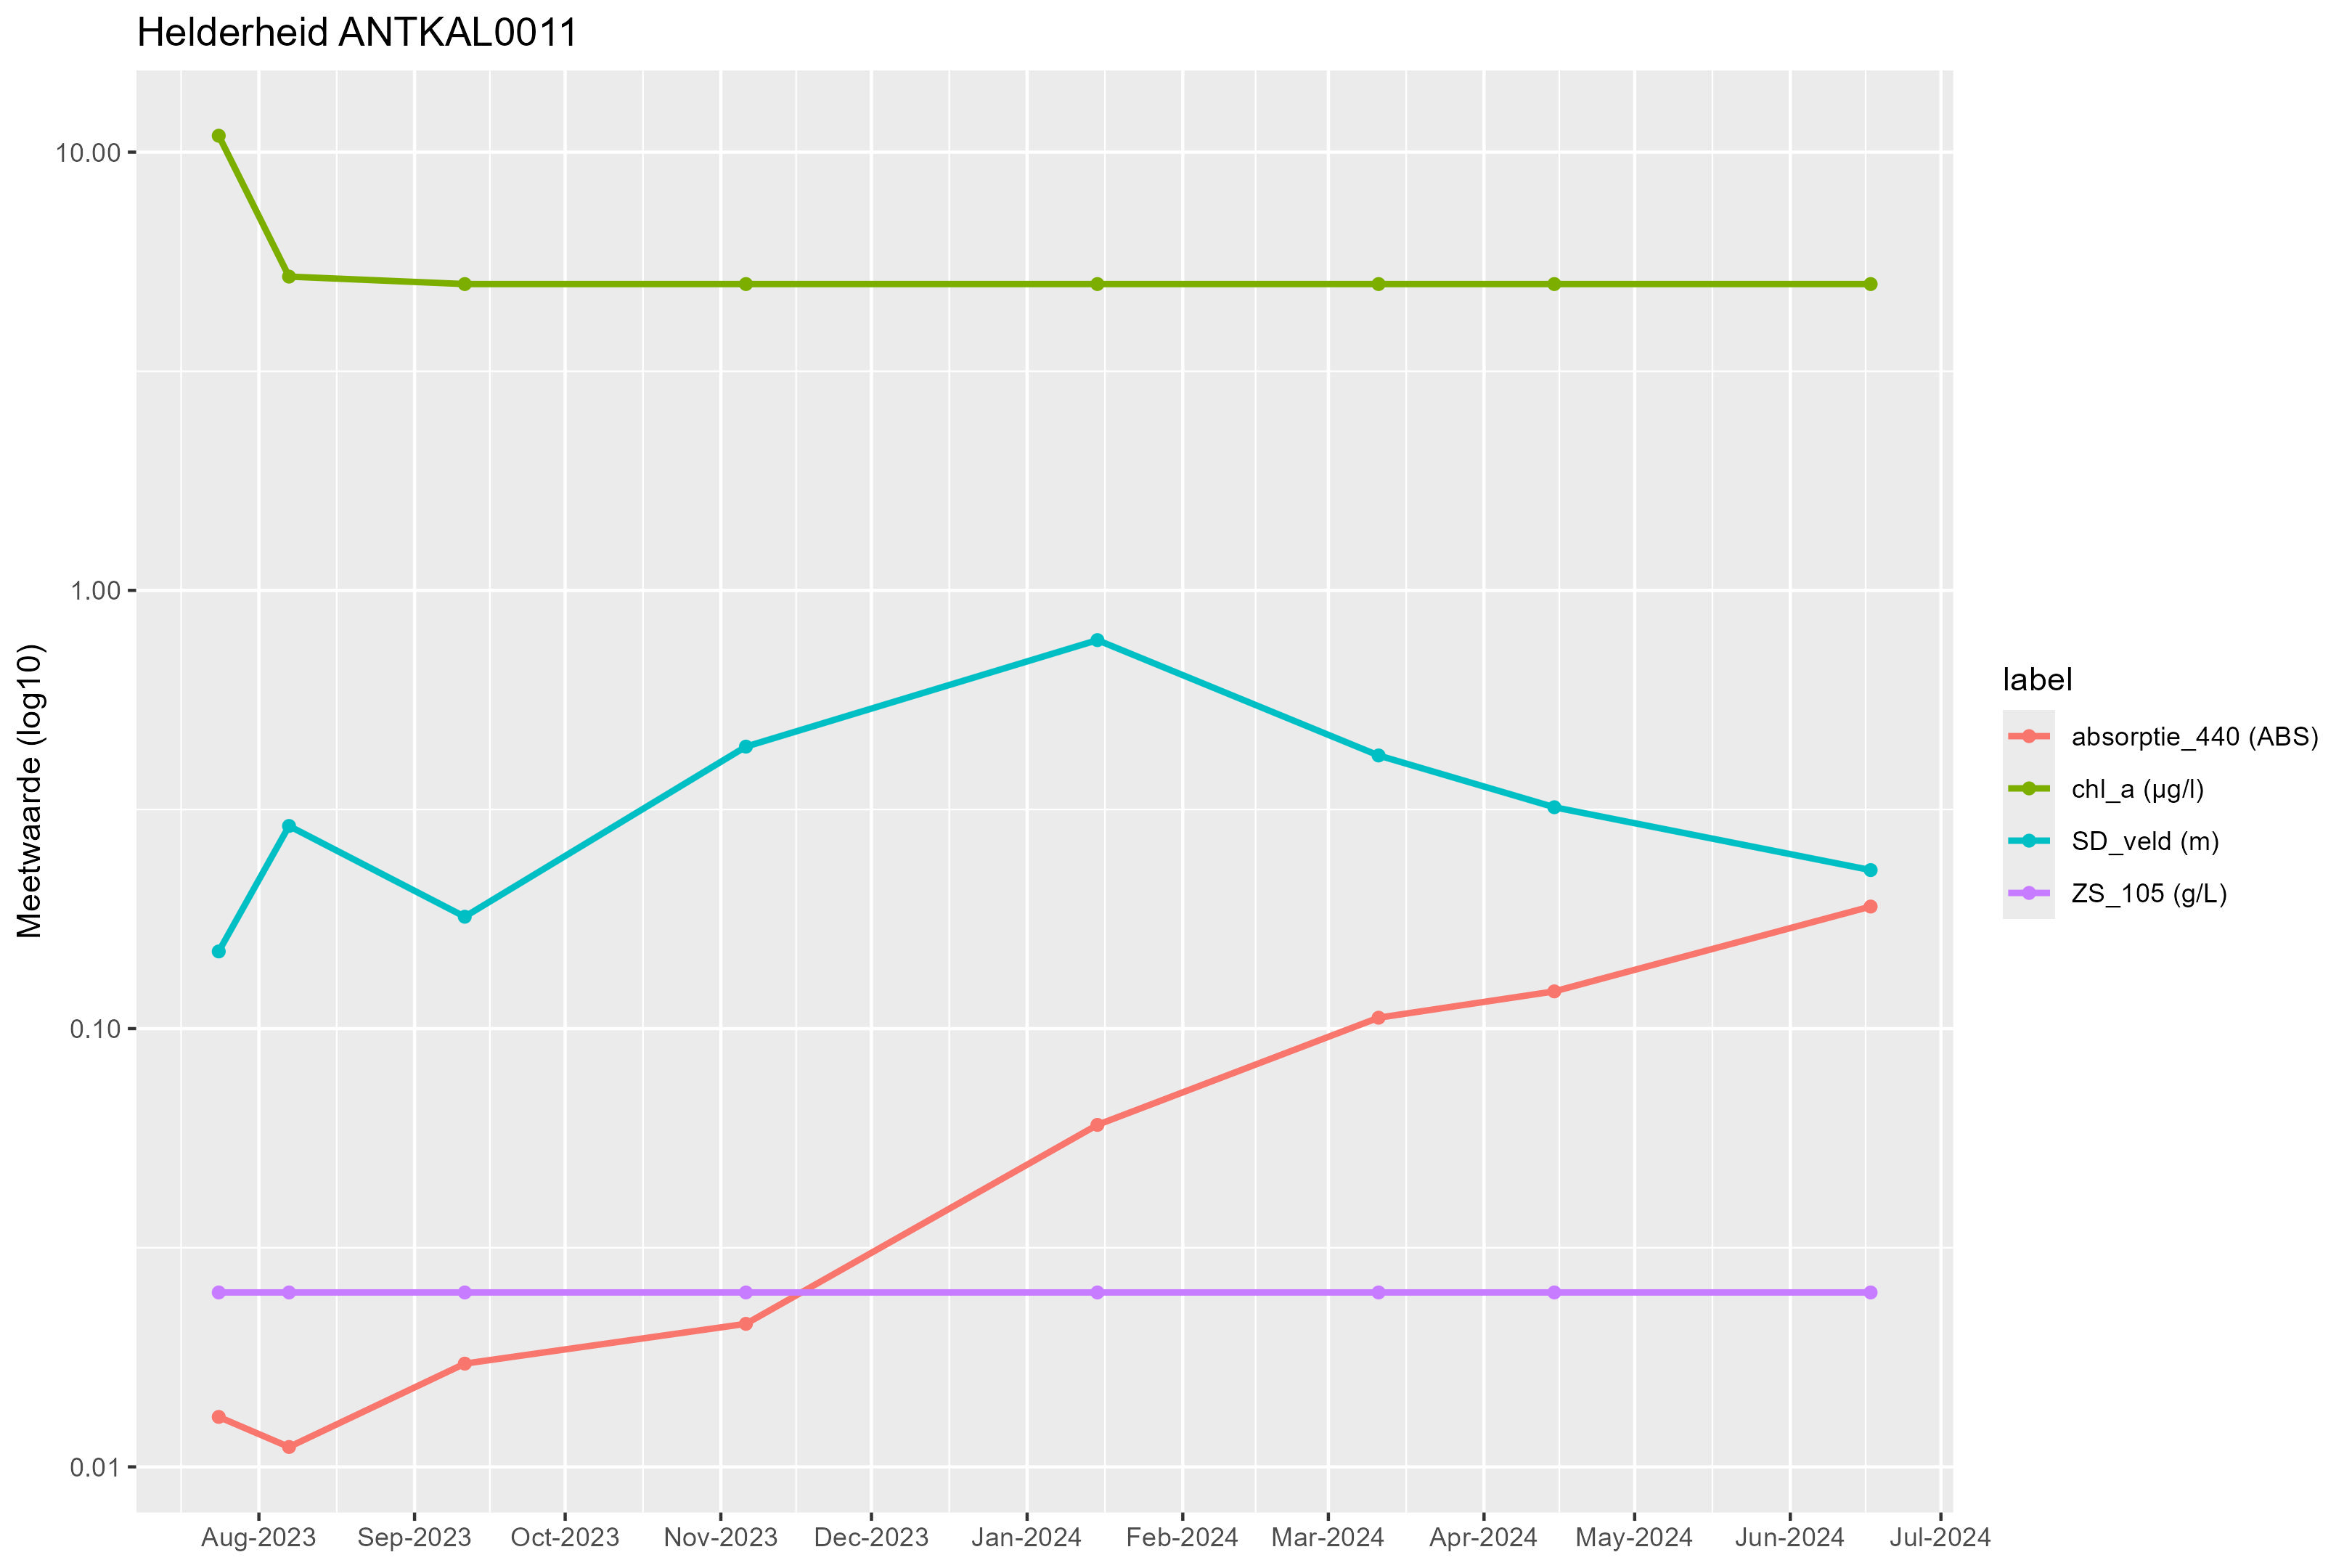 Helderheid ANTKAL0011
Meetwaarde (log10)
10.00
1.00
0.10
0.01
Aug-2023
Sep-2023
Oct-2023
Nov-2023
Dec-2023
Jan-2024
Feb-2024
Mar-2024
Apr-2024
May-2024
Jun-2024
Jul-2024
label
absorptie_440 (ABS)
chl_a (µg/l)
SD_veld (m)
ZS_105 (g/L)